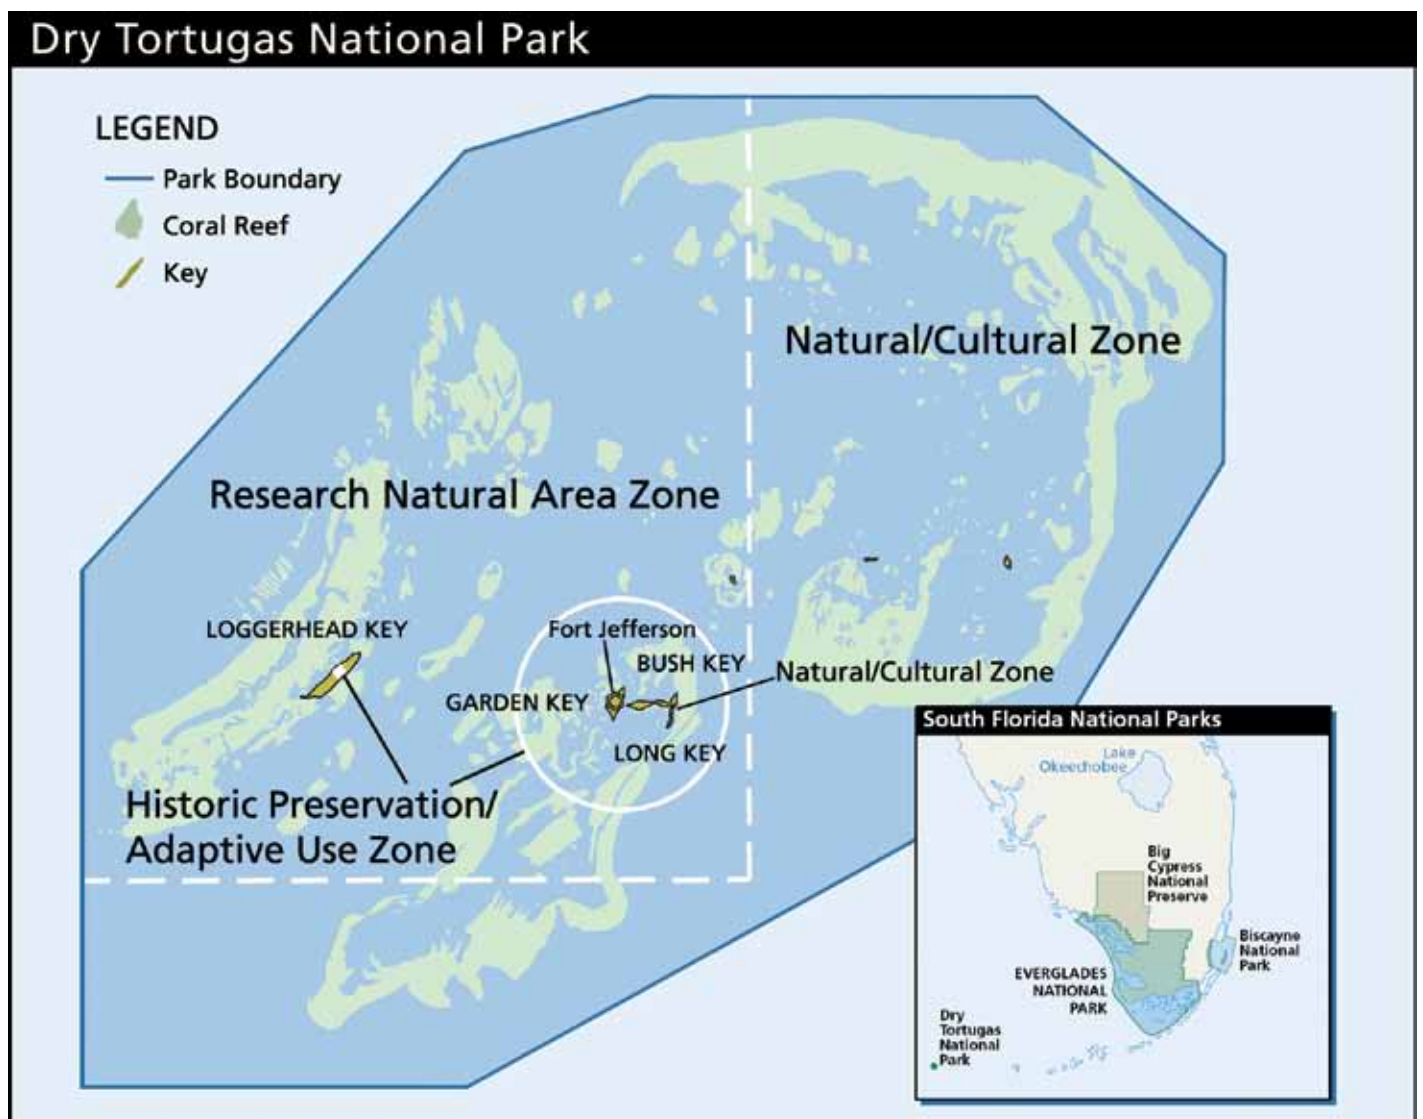 Dry Tortugas National Park
LEGEND
Park Boundary
Coral Reef
Key
Natural/Cultural Zone
Research Natural Area Zone
LOGGERHEAD KEY
Fort Jefferson
BUSH KEY
Natural/Cultural Zone
GARDEN KEY
LONG KEY
Historic Preservation/
Adaptive Use Zone
South Florida National Parks
Lake
Okeechobee
Big
Cypress
National
Preserve
Biscayne
National
Park
EVERGLADES
NATIONAL
PARK
Dry
Tortugas
National
Park